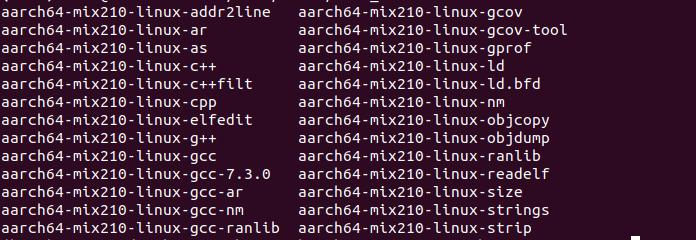 aarch64-mix210-linux-addr2line aarch64-mix210-linux-gcov
aarch64-mix210-linux-ar aarch64-mix210-linux-gcov-tool
aarch64-mix210-linux-as aarch64-mix210-linux-gprof
aarch64-mix210-linux-c++ aarch64-mix210-linux-ld
aarch64-mix210-linux-c++filt aarch64-mix210-linux-ld.bfd
aarch64-mix210-linux-cpp aarch64-mix210-linux-nm
aarch64-mix210-linux-elfedit aarch64-mix210-linux-objcopy
aarch64-mix210-linux-g++ aarch64-mix210-linux-objdump
aarch64-mix210-linux-gcc aarch64-mix210-linux-ranlib
aarch64-mix210-linux-gcc-7.3.0 aarch64-mix210-linux-readelf
aarch64-mix210-linux-gcc-ar aarch64-mix210-linux-size
aarch64-mix210-linux-gcc-nm aarch64-mix210-linux-strings
aarch64-mix210-linux-gcc-ranlib aarch64-mix210-linux-strip